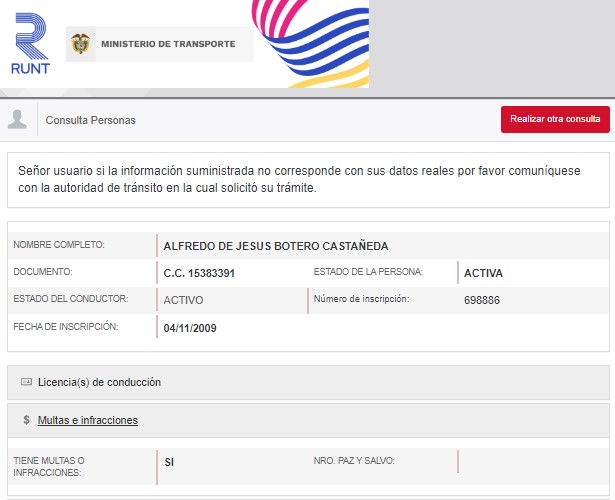 RUNT
MINISTERIO DE TRANSPORTE
Consulta Personas
Realizar otra consulta
Señor usuario si la información suministrada no corresponde con sus datos reales por favor comuníquese
con la autoridad de tránsito en la cual solicitó su trámite.
NOMBRE COMPLETO: ALFREDO DE JESUS BOTERO CASTAÑEDA
DOCUMENTO: C.C. 15383391 ESTADO DE LA PERSONA: ACTIVA
ESTADO DEL CONDUCTOR: ACTIVO Número de inscripción: 698886
FECHA DE INSCRIPCIÓN: 04/11/2009
Licencia(s) de conducción
$ Multas e infracciones
TIENE MULTAS O SI NRO. PAZ Y SALVO:
INFRACCIONES: